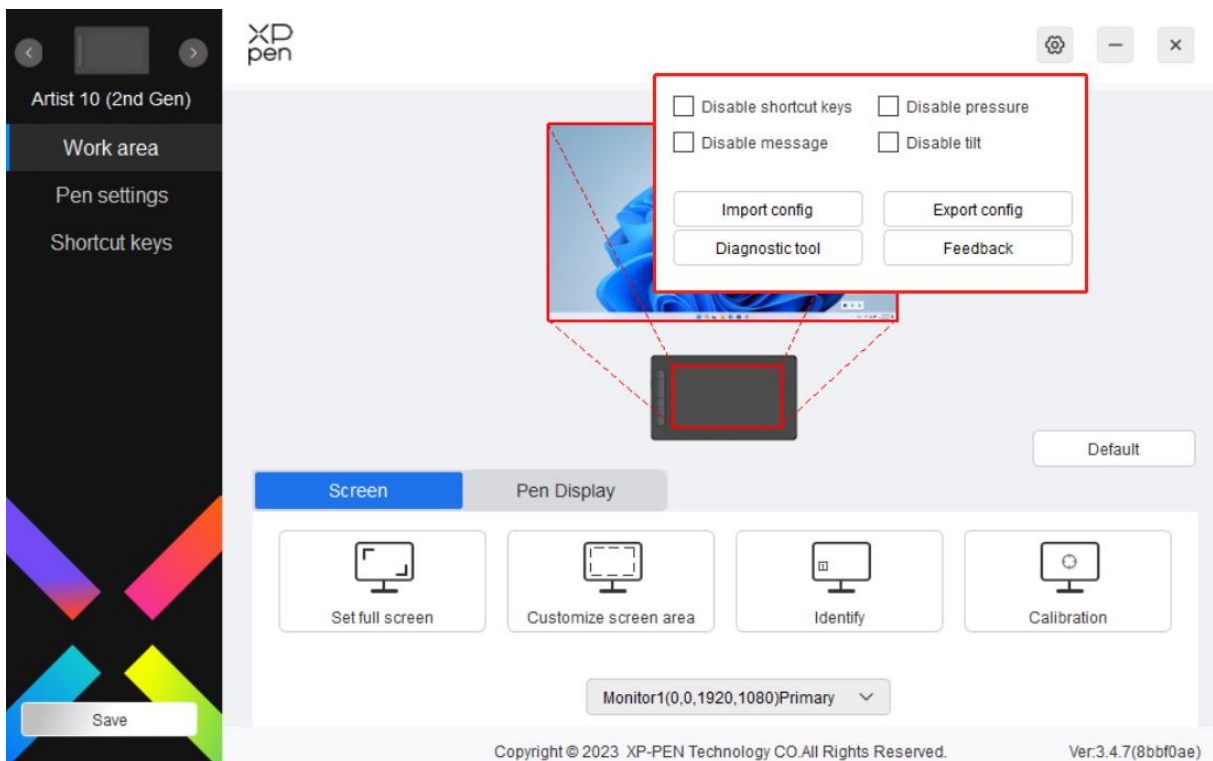 XP
pen
Artist 10 (2nd Gen)
Work area
Pen settings
Shortcut keys
Save
Disable shortcut keys
Disable pressure
Disable message
Disable tilt
Import config
Export config
Diagnostic tool
Feedback
Default
Screen
Pen Display
Set full screen
Customize screen area
1
Identify
Calibration
Monitor1(0,0,1920,1080)Primary
Copyright © 2023 XP-PEN Technology CO.All Rights Reserved.
Ver:3.4.7(8bbf0ae)